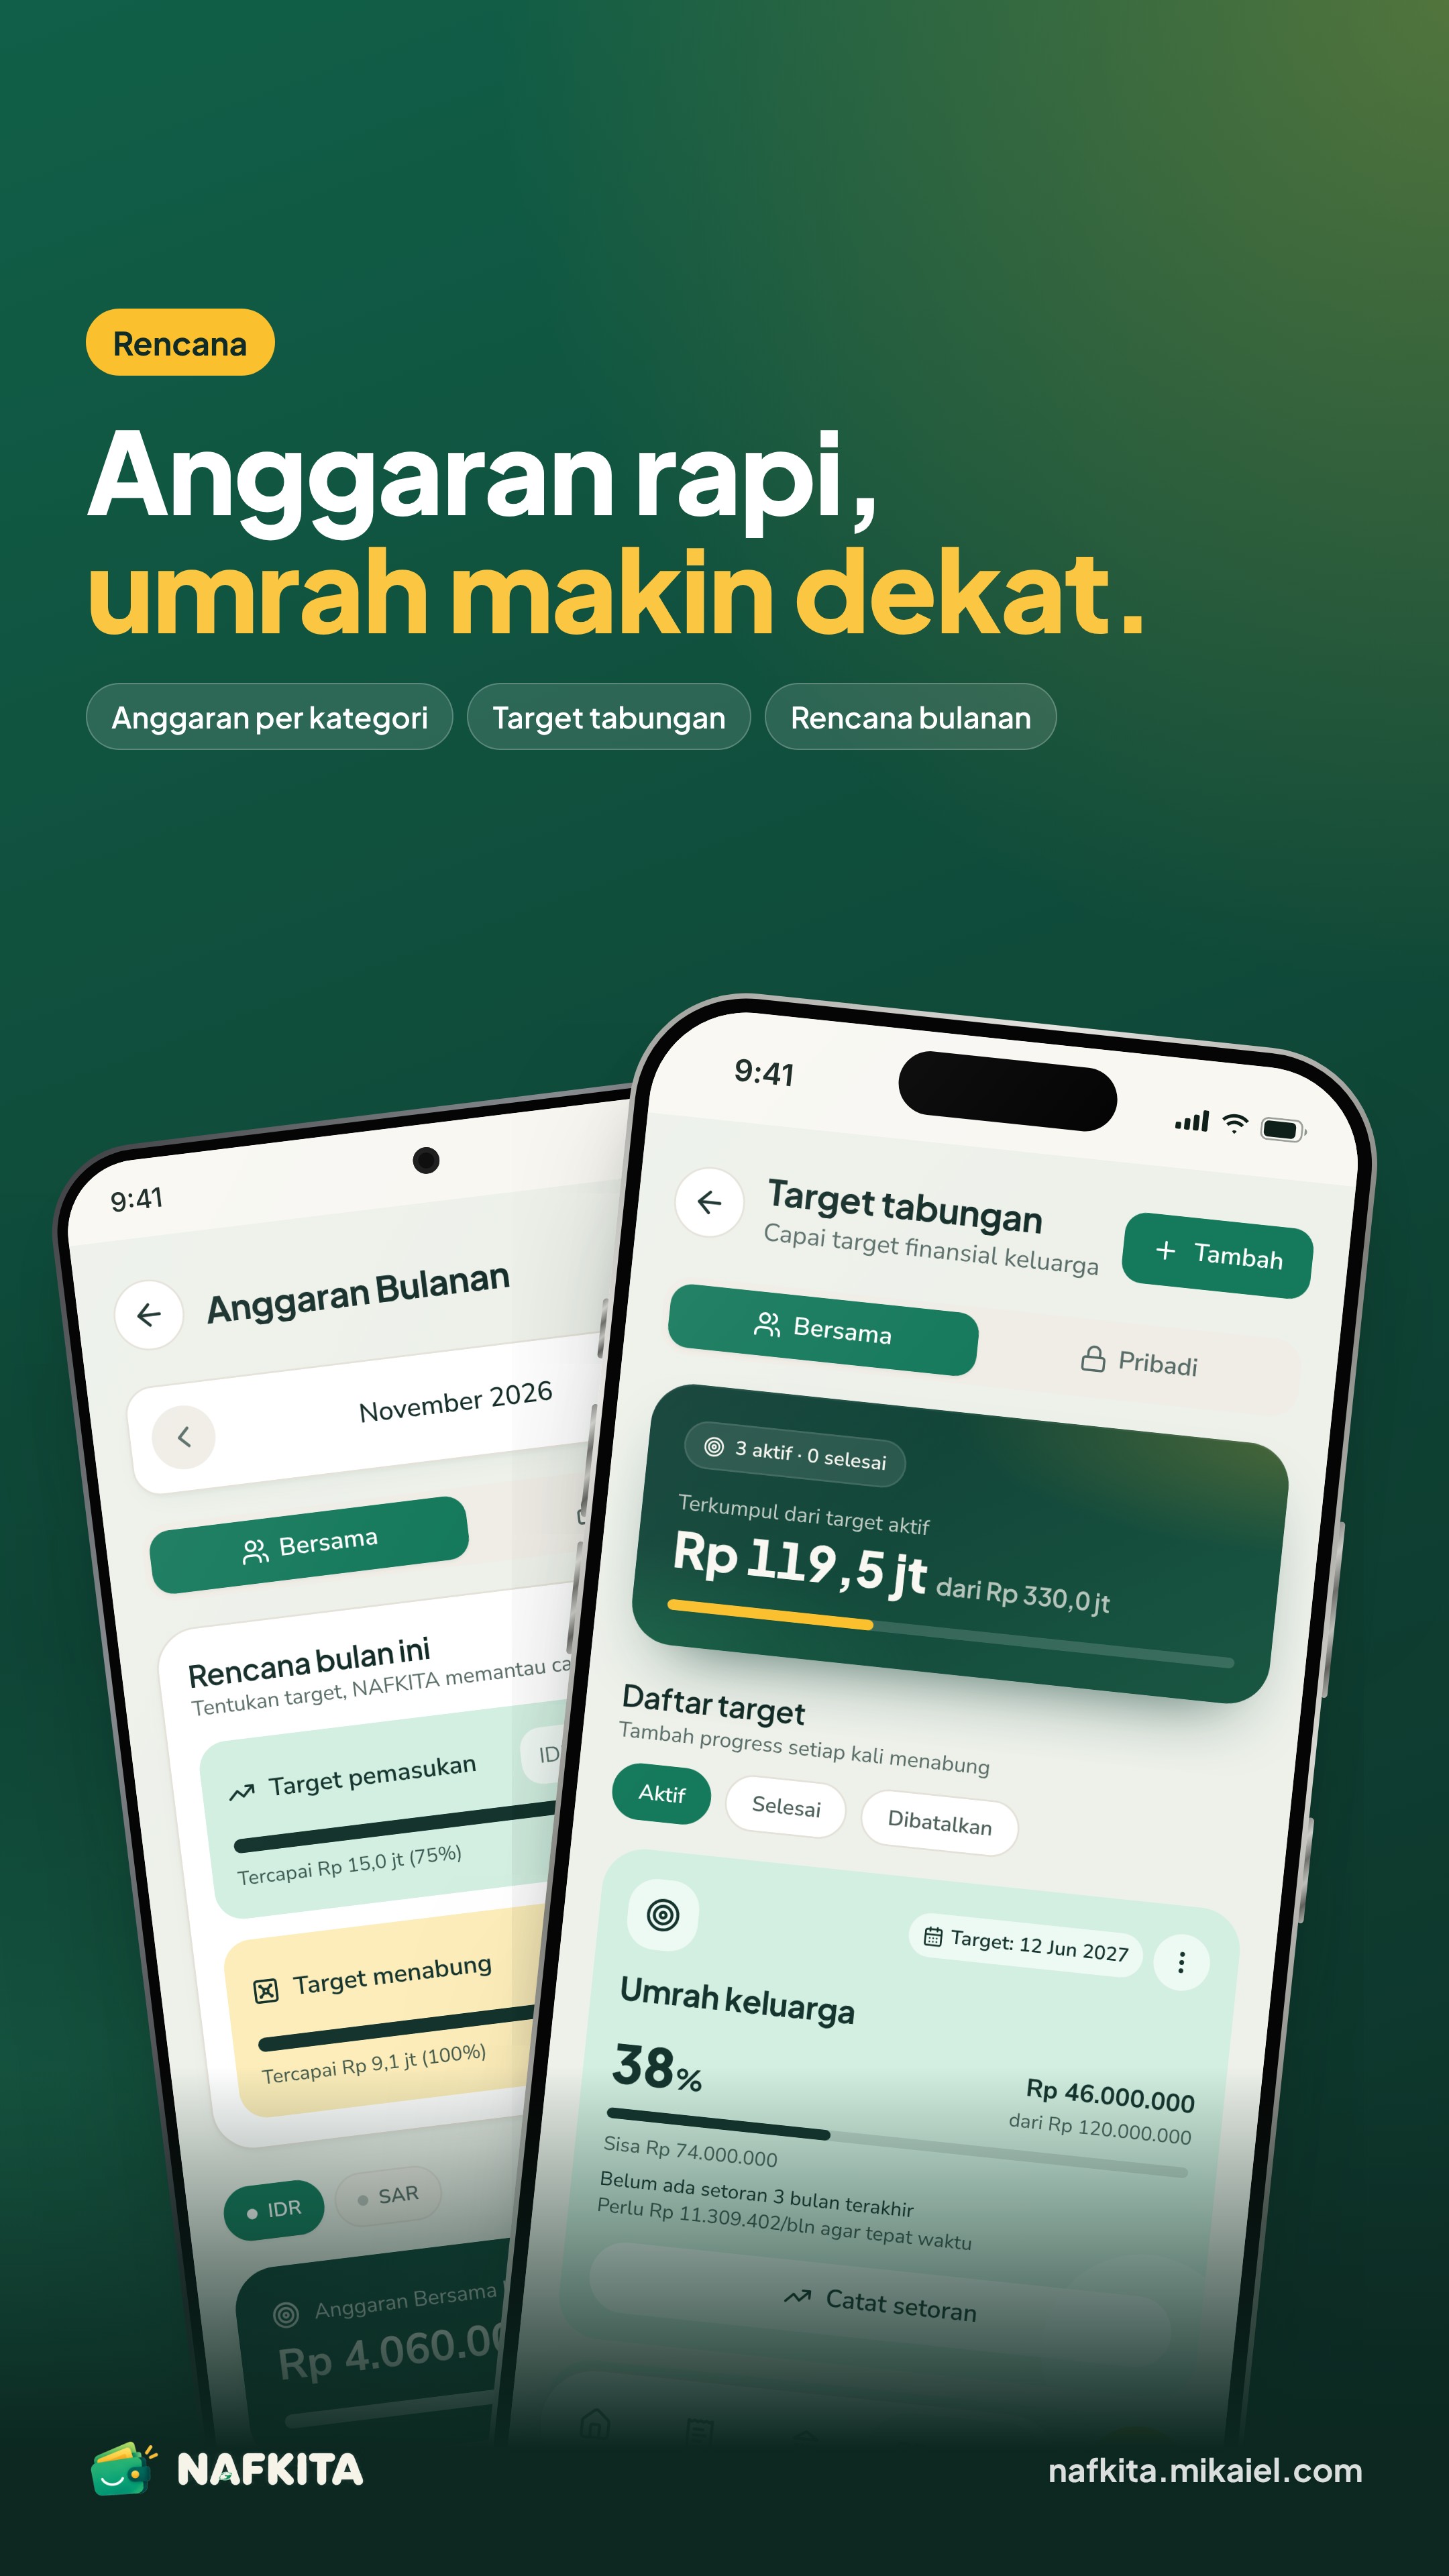 Rencana
Anggaran rapi,
umrah makin dekat.
Anggaran per kategori
Target tabungan
Rencana bulanan
9:41
Anggaran Bulanan
November 2026
Bersama
Rencana bulan ini
Tentukan target, NAFKITA memantau
Target pemasukan
Tercapai Rp 15,0 jt (75%)
Target menabung
Tercapai Rp 9,1 jt (100%)
IDR
SAR
Anggaran Bersama
Rp 4.060.00
9:41
Target tabungan
Capai target finansial keluarga
Tambah
Bersama
Pribadi
3 aktif · 0 selesai
Terkumpul dari target aktif
Rp 119,5 jt dari Rp 330,0 jt
Daftar target
Tambah progress setiap kali menabung
Aktif
Selesai
Dibatalkan
Target: 12 Jun 2027
Umrah keluarga
38%
Rp 46.000.000
dari Rp 120.000.000
Sisa Rp 74.000.000
Belum ada setoran 3 bulan terakhir
Perlu Rp 11.309.402/bln agar tepat waktu
Catat setoran
NAFKITA
nafkita.mikaiel.com